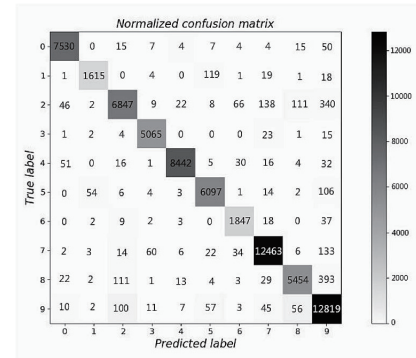 Normalized confusion matrix
0 7530 0 15 7 4 7 4 4 15 50
1 1 1615 0 4 0 119 1 19 1 18
2 46 2 6847 9 22 8 66 138 111 340
3 1 2 4 5065 0 0 0 23 1 15
4 51 0 16 1 8442 5 30 16 4 32
5 0 54 6 4 3 6097 1 14 2 106
6 0 2 9 2 3 0 1847 18 0 37
7 2 3 14 60 6 22 34 12463 6 133
8 22 2 111 1 13 4 3 29 5454 393
9 10 2 100 11 7 57 3 45 56 12819
0 1 2 3 4 5 6 7 8 9
Predicted label
True label
12000
10000
8000
6000
4000
2000
0